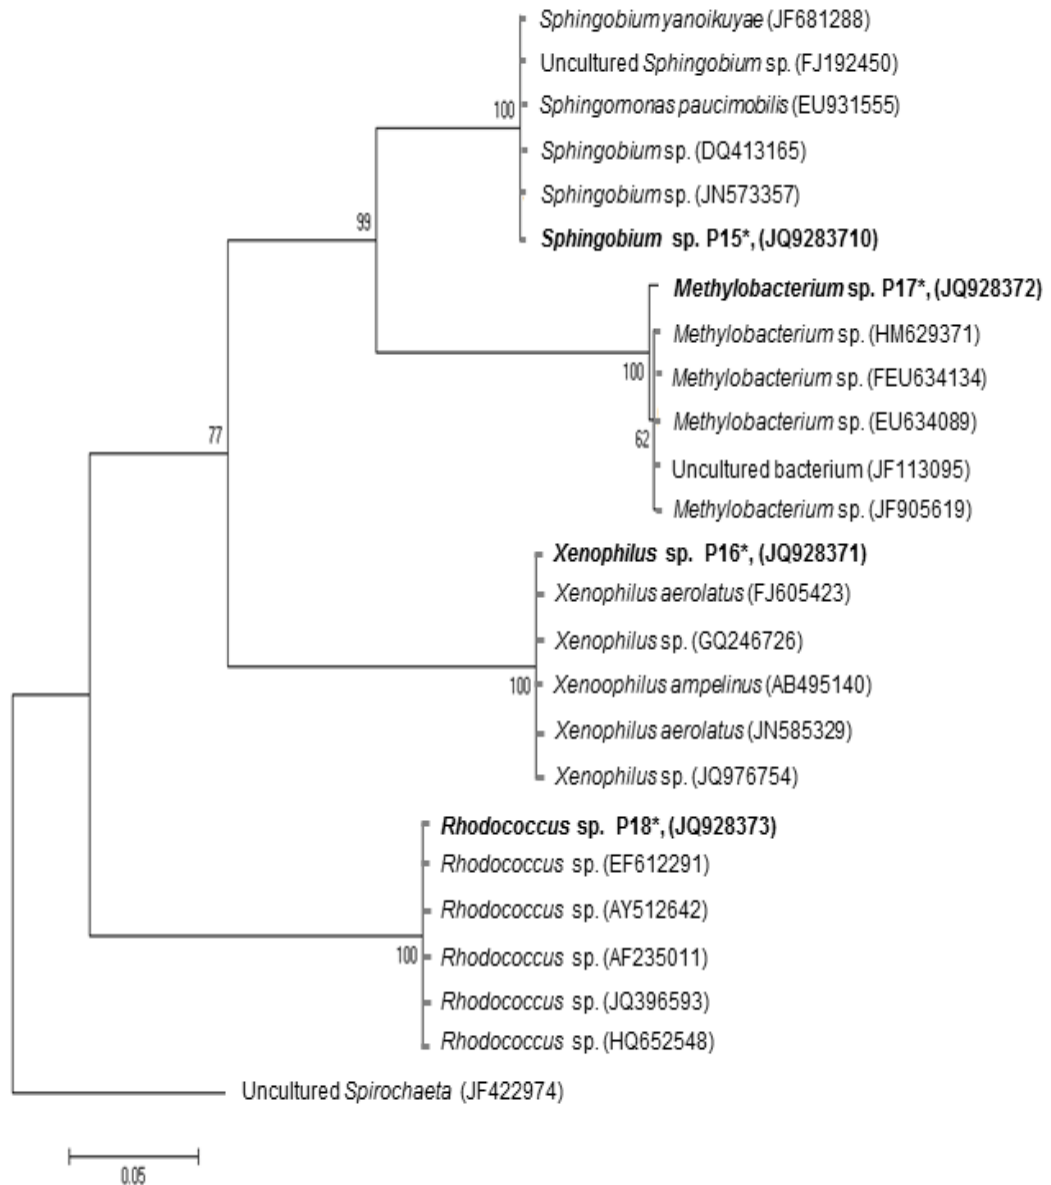 Sphingobium yanoikuyae (JF681288)
Uncultured Sphingobium sp. (FJ192450)
100
Sphingomonas paucimobilis (EU931555)
Sphingobium sp. (DQ413165)
Sphingobium sp. (JN573357)
99
Sphingobium sp. P15*, (JQ9283710)
Methylobacterium sp. P17*, (JQ928372)
Methylobacterium sp. (HM629371)
100
Methylobacterium sp. (FEU634134)
Methylobacterium sp. (EU634089)
77
62
Uncultured bacterium (JF113095)
Methylobacterium sp. (JF905619)
Xenophilus sp. P16*, (JQ928371)
Xenophilus aerolatus (FJ605423)
Xenophilus sp. (GQ246726)
100
Xenoophilus ampelinus (AB495140)
Xenophilus aerolatus (JN585329)
Xenophilus sp. (JQ976754)
Rhodococcus sp. P18*, (JQ928373)
Rhodococcus sp. (EF612291)
Rhodococcus sp. (AY512642)
100
Rhodococcus sp. (AF235011)
Rhodococcus sp. (JQ396593)
Rhodococcus sp. (HQ652548)
Uncultured Spirochaeta (JF422974)
0.05